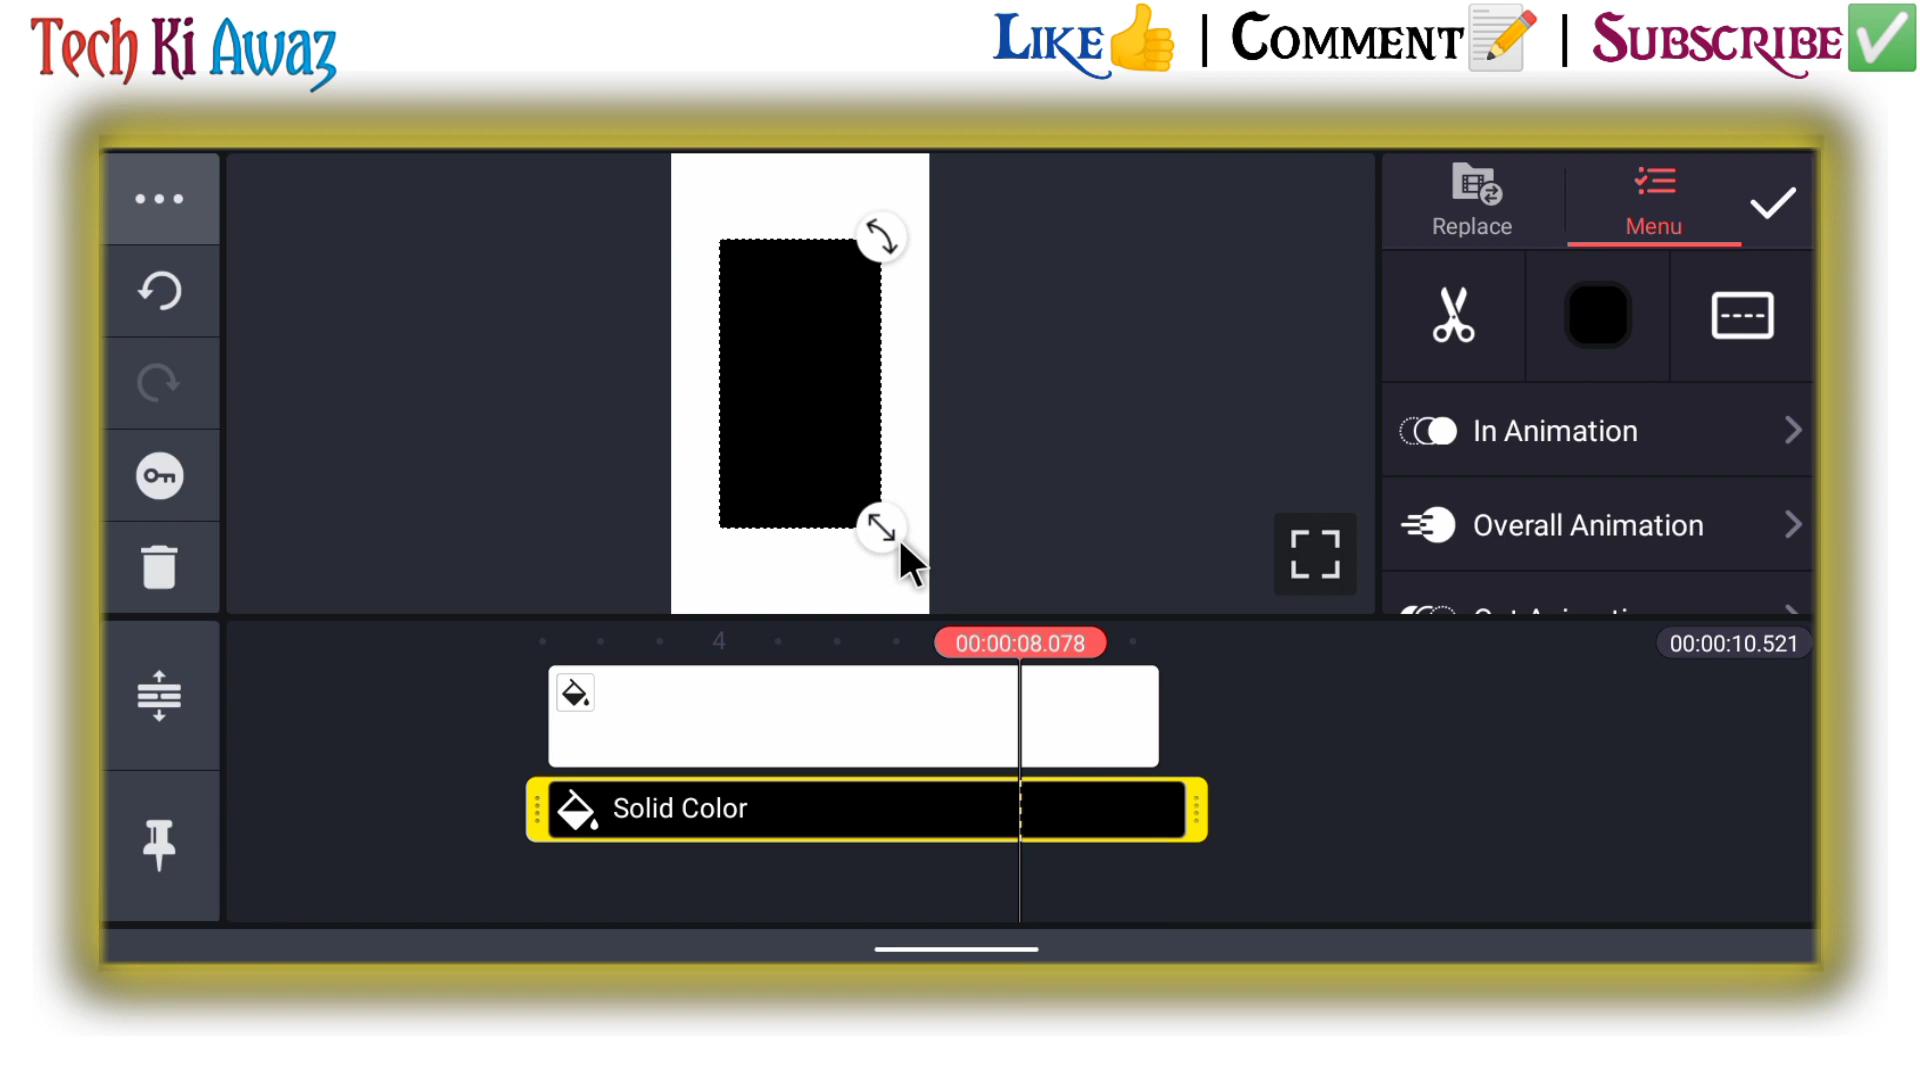 Tech Ki Awaz
LIKE👍 | COMMENT📝 | SUBSCRIBE✅
Replace
Menu
In Animation
Overall Animation
4
00:00:08.078
00:00:10.521
Solid Color